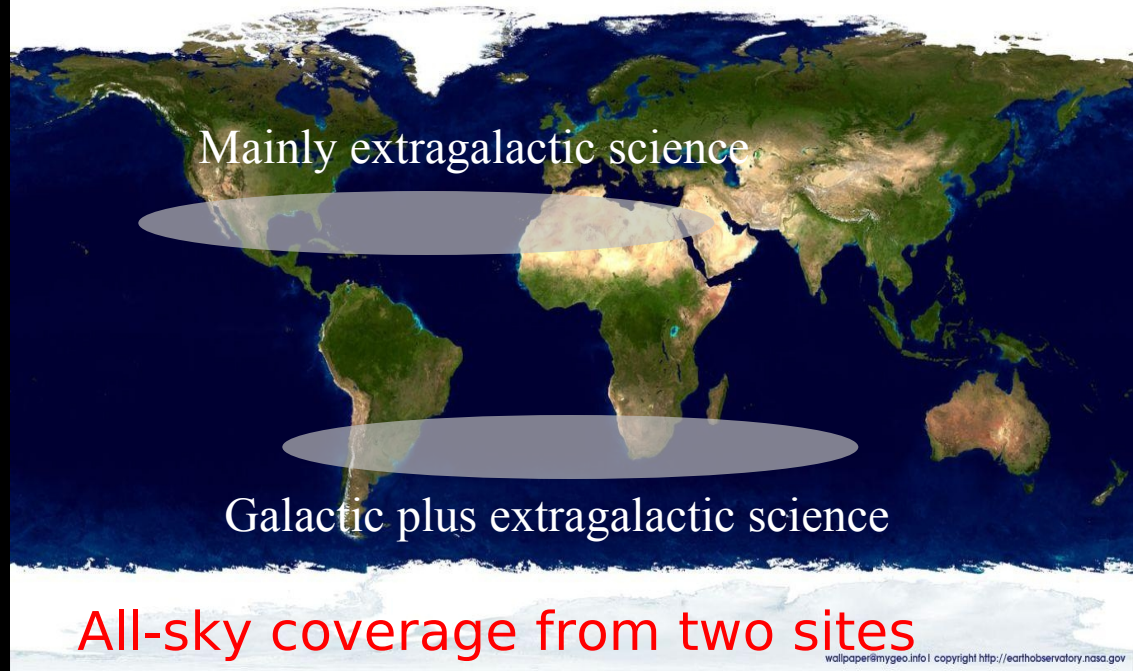 Mainly extragalactic science
Galactic plus extragalactic science
All-sky coverage from two sites
wallpaper@mygeo.info| copyright http://earthobservatory.nasa.gov